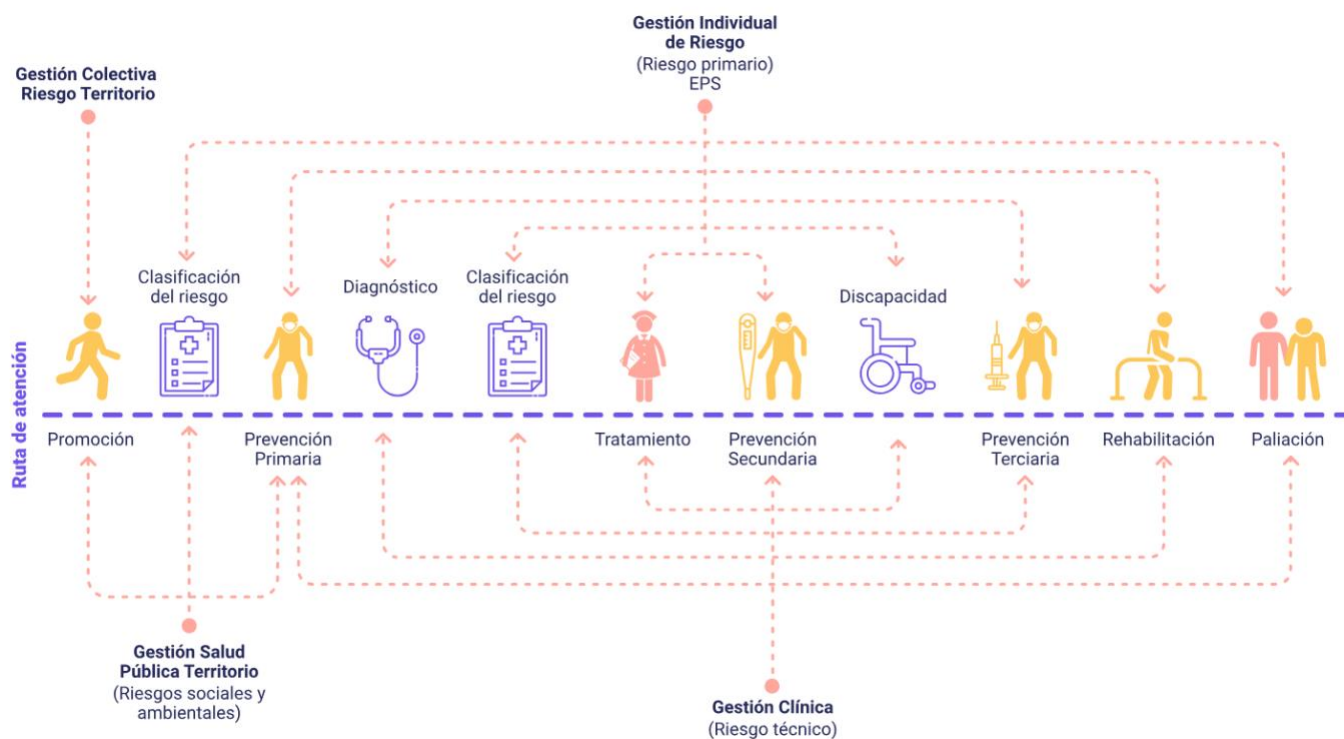 Gestión Individual
de Riesgo
(Riesgo primario)
EPS
Gestión Colectiva
Riesgo Territorio
Clasificación
del riesgo
Diagnóstico
Clasificación
del riesgo
Discapacidad
Ruta de atención
Promoción
Prevención
Primaria
Tratamiento
Prevención
Secundaria
Prevención
Terciaria
Rehabilitación
Paliación
Gestión Salud
Pública Territorio
(Riesgos sociales y
ambientales)
Gestión Clínica
(Riesgo técnico)